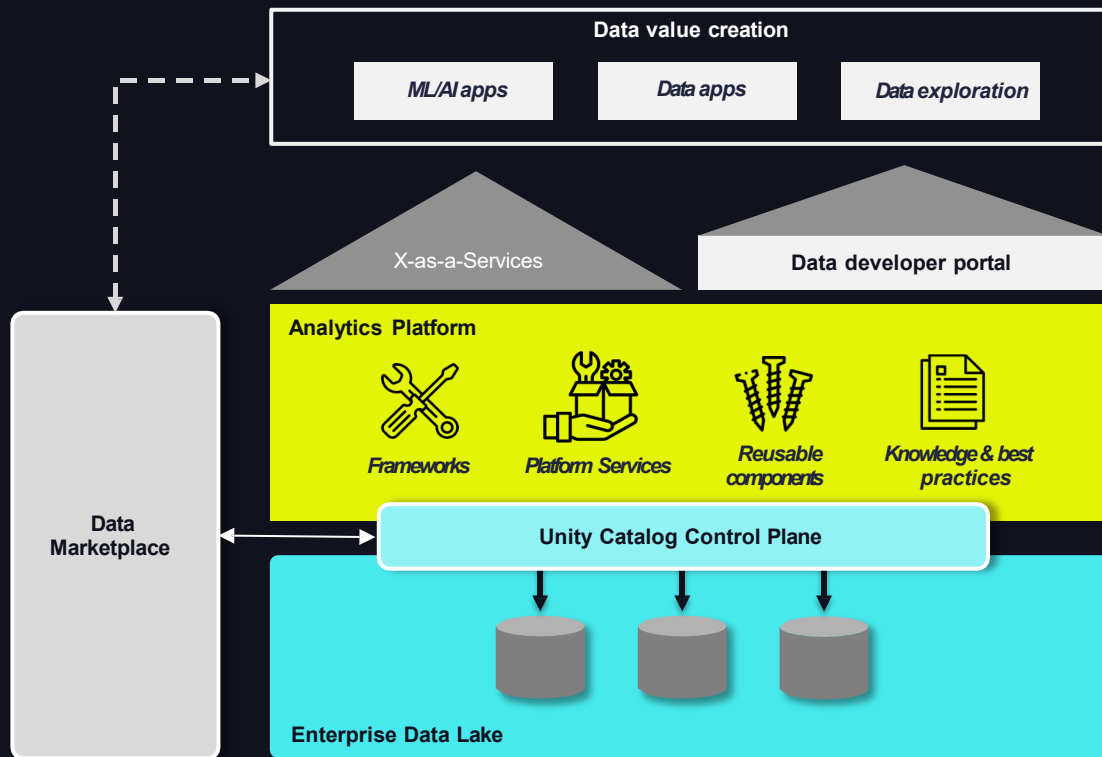 Data value creation
ML/AI apps
Data apps
Data exploration
X-as-a-Services
Data developer portal
Analytics Platform
Frameworks
Platform Services
Reusable
components
Knowledge & best
practices
Data
Marketplace
Unity Catalog Control Plane
Enterprise Data Lake